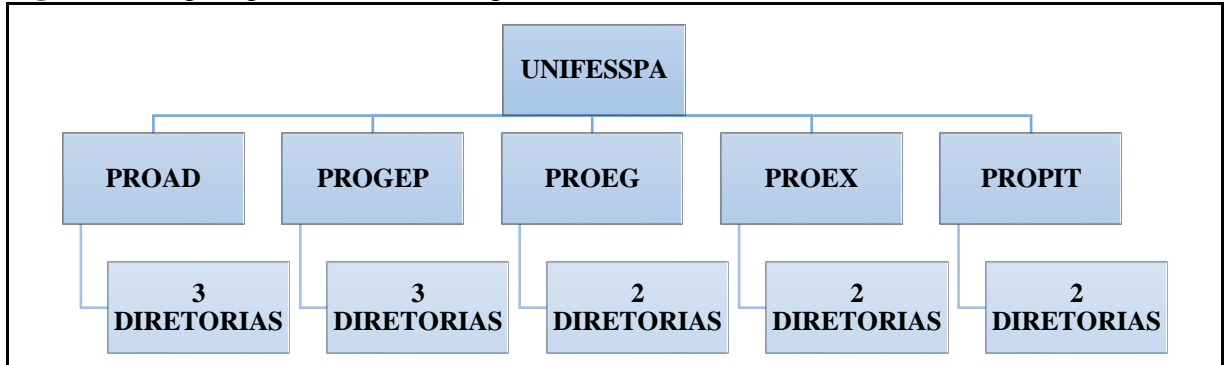 UNIFESSPA
PROAD
PROGEP
PROEG
PROEX
PROPIT
3
DIRETORIAS
3
DIRETORIAS
2
DIRETORIAS
2
DIRETORIAS
2
DIRETORIAS